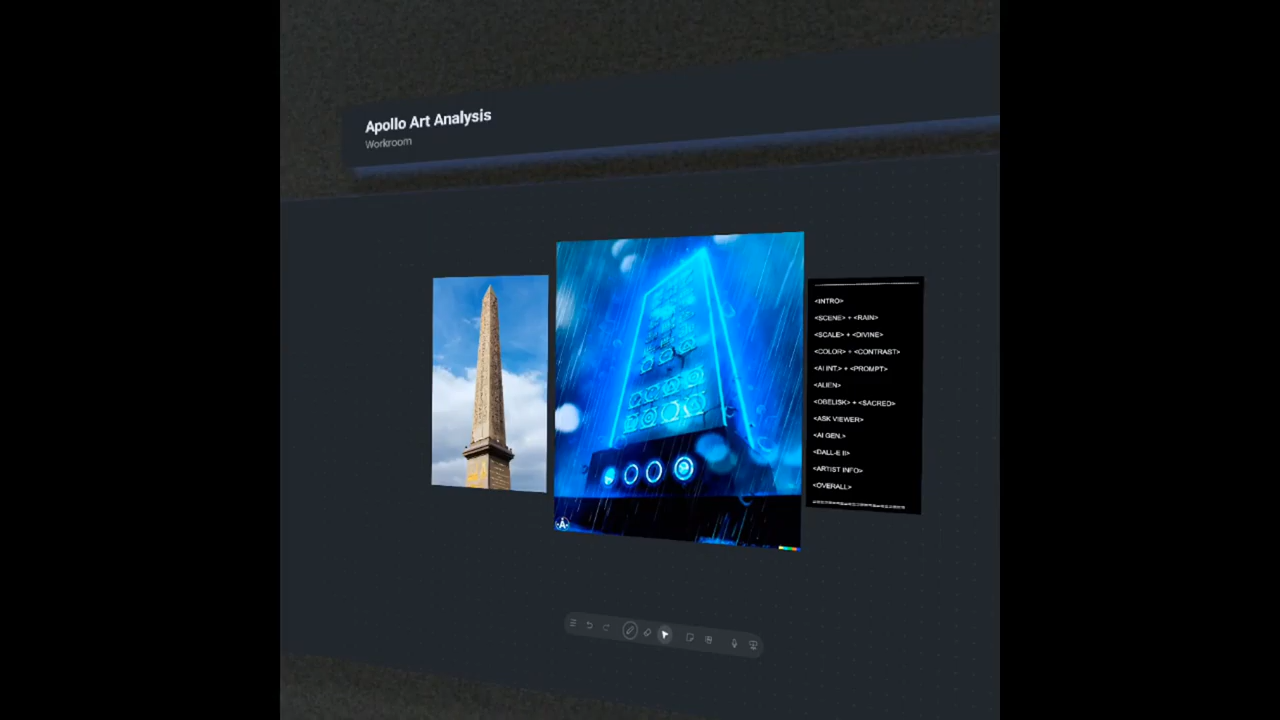 Apollo Art Analysis
Workroom
<INTRO>
<SCENE> + <RAIN>
<SCALE> + <DIVINE>
<COLOR> + <CONTRAST>
<AI INT.> + <PROMPT>
<ALIEN>
<OBELISK> + <SACRED>
<ASK VIEWER>
<AI GEN.>
<DALL-E II>
<ARTIST INFO>
<OVERALL>
A